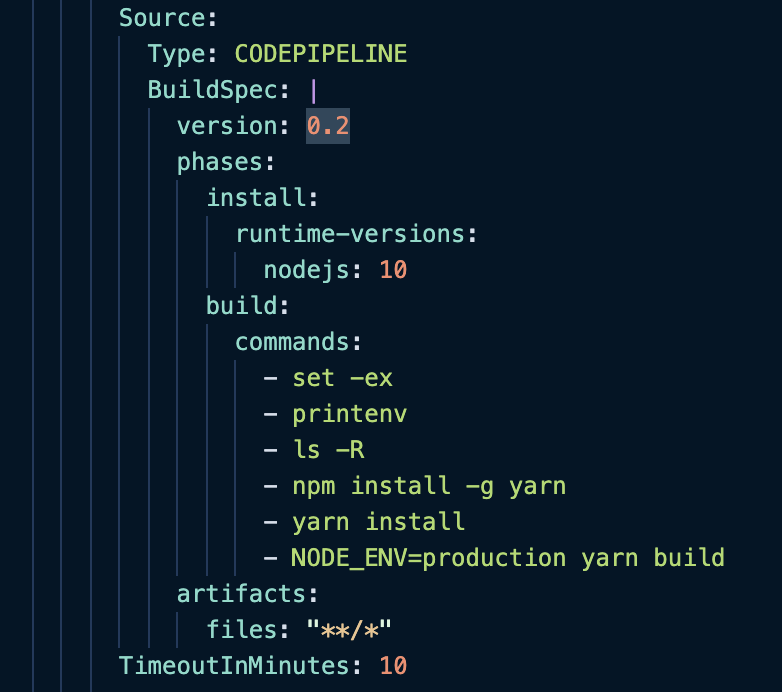 Source:
Type: CODEPIPELINE
BuildSpec: |
version: 0.2
phases:
install:
runtime-versions:
nodejs: 10
build:
commands:
- set -ex
- printenv
- ls -R
- npm install -g yarn
- yarn install
- NODE_ENV=production yarn build
artifacts:
files: "**/*"
TimeoutInMinutes: 10